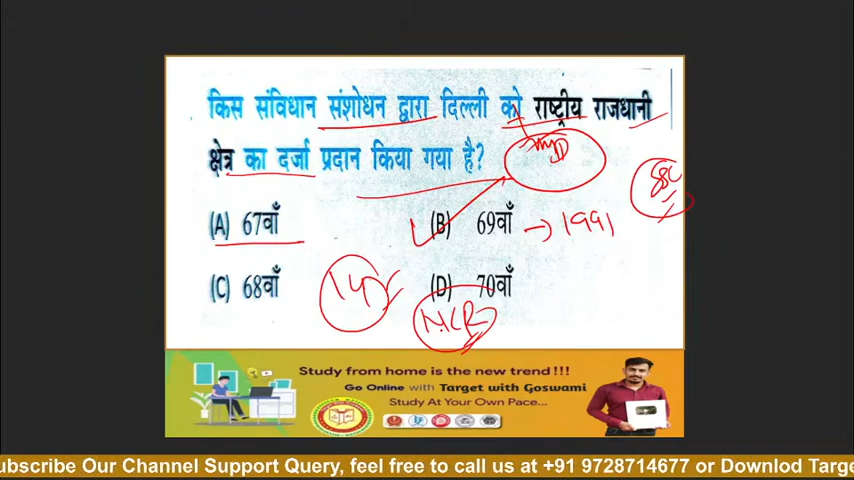 किस संविधान संशोधन द्वारा दिल्ली को राष्ट्रीय राजधानी
क्षेत्र का दर्जा प्रदान किया गया है?
SSC
(A) 67वाँ (B) 69वाँ → 1991
(C) 68वाँ (D) 70वाँ
NCR
Study from home is the new trend !!!
Go Online with Target with Goswami
Study At Your Own Pace...
ubscribe Our Channel Support Query, feel free to call us at +91 9728714677 or Downlod Targe